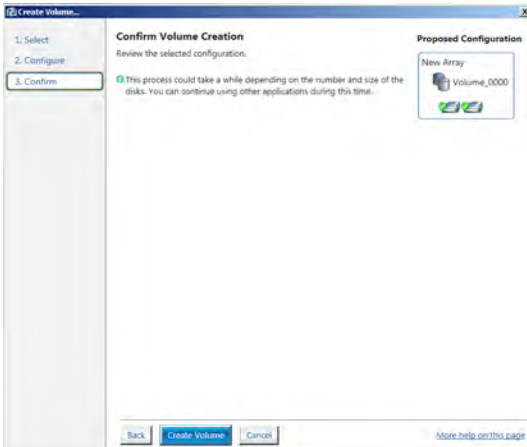 Create Volume...
1. Select
2. Configure
3. Confirm
Confirm Volume Creation
Review the selected configuration.
This process could take a while depending on the number and size of the
disks. You can continue using other applications during this time.
Proposed Configuration
New Array
Volume_0000
Back
Create Volume
Cancel
More help on this page